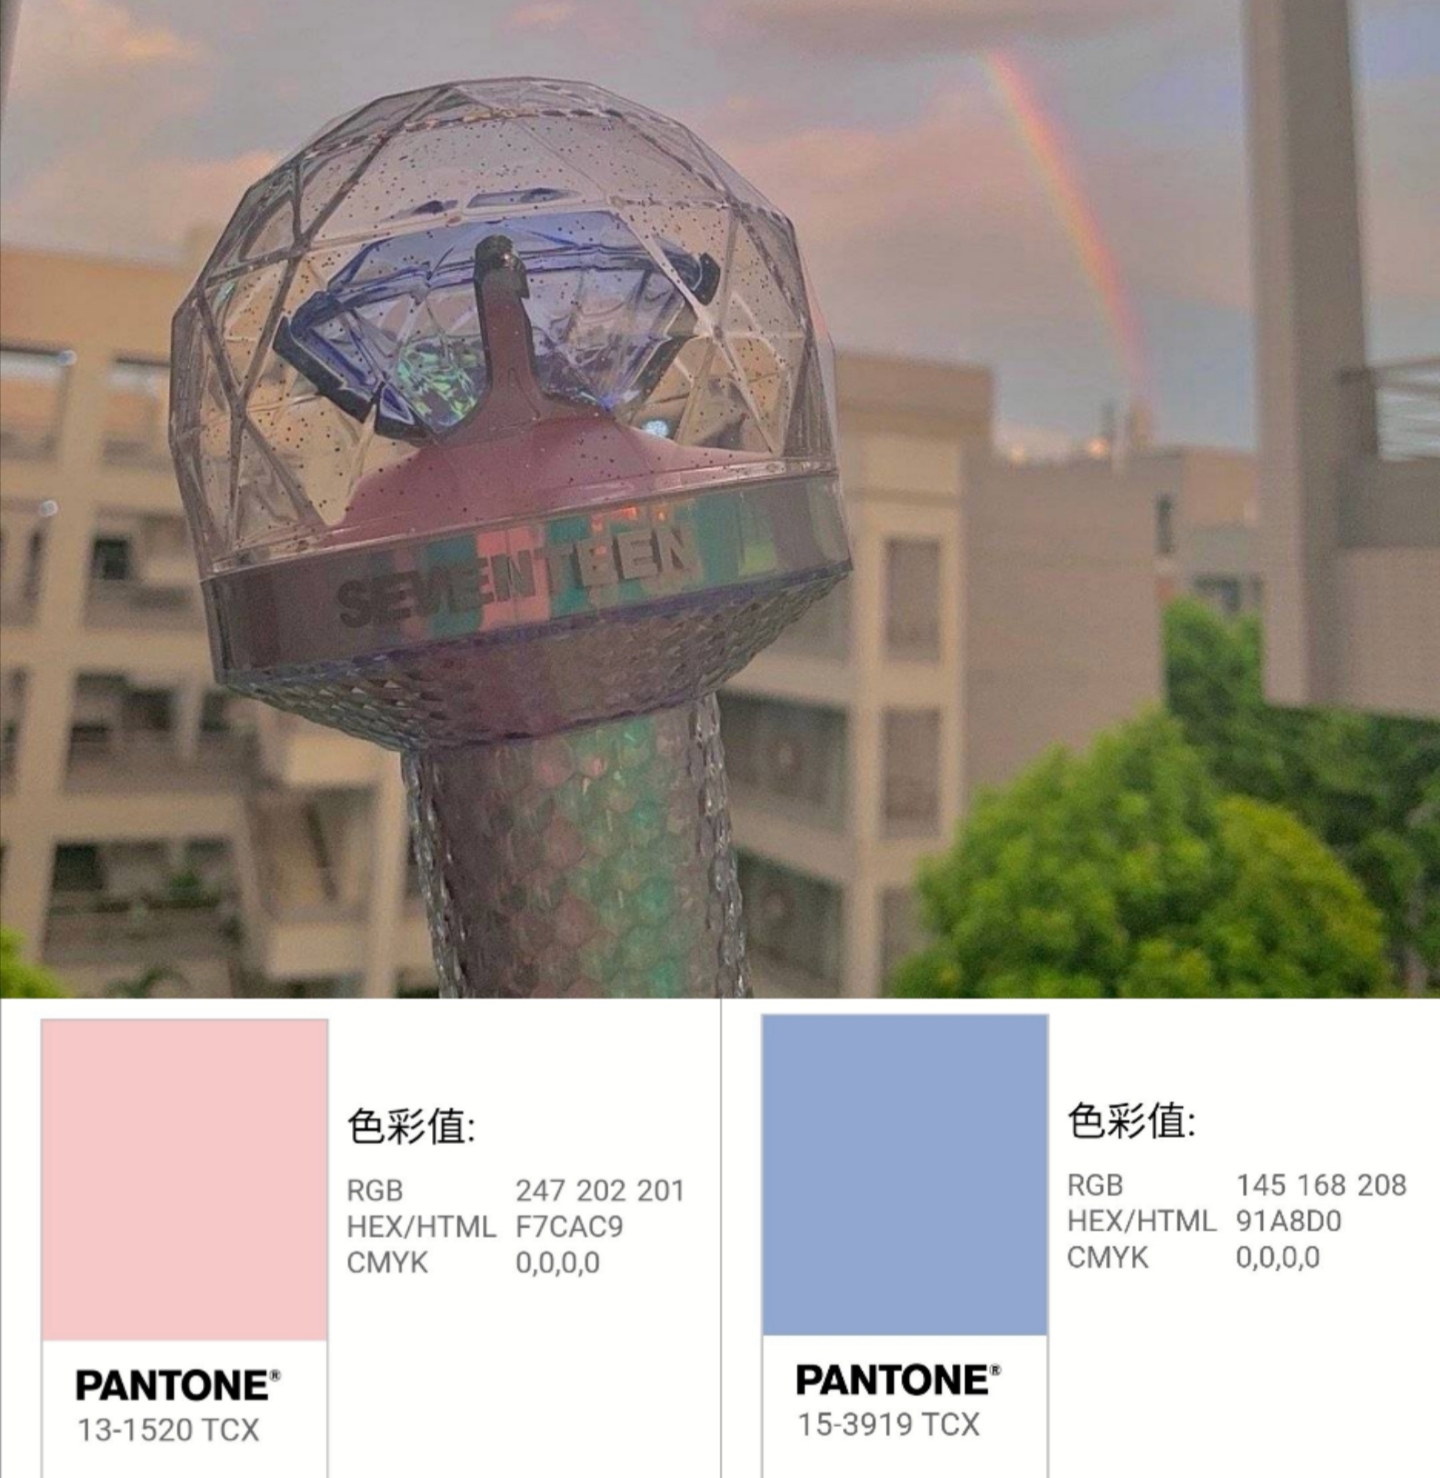 SEVENTEEN
色彩值:
RGB 247 202 201
HEX/HTML F7CAC9
CMYK 0,0,0,0
PANTONE®
13-1520 TCX
色彩值:
RGB 145 168 208
HEX/HTML 91A8D0
CMYK 0,0,0,0
PANTONE®
15-3919 TCX